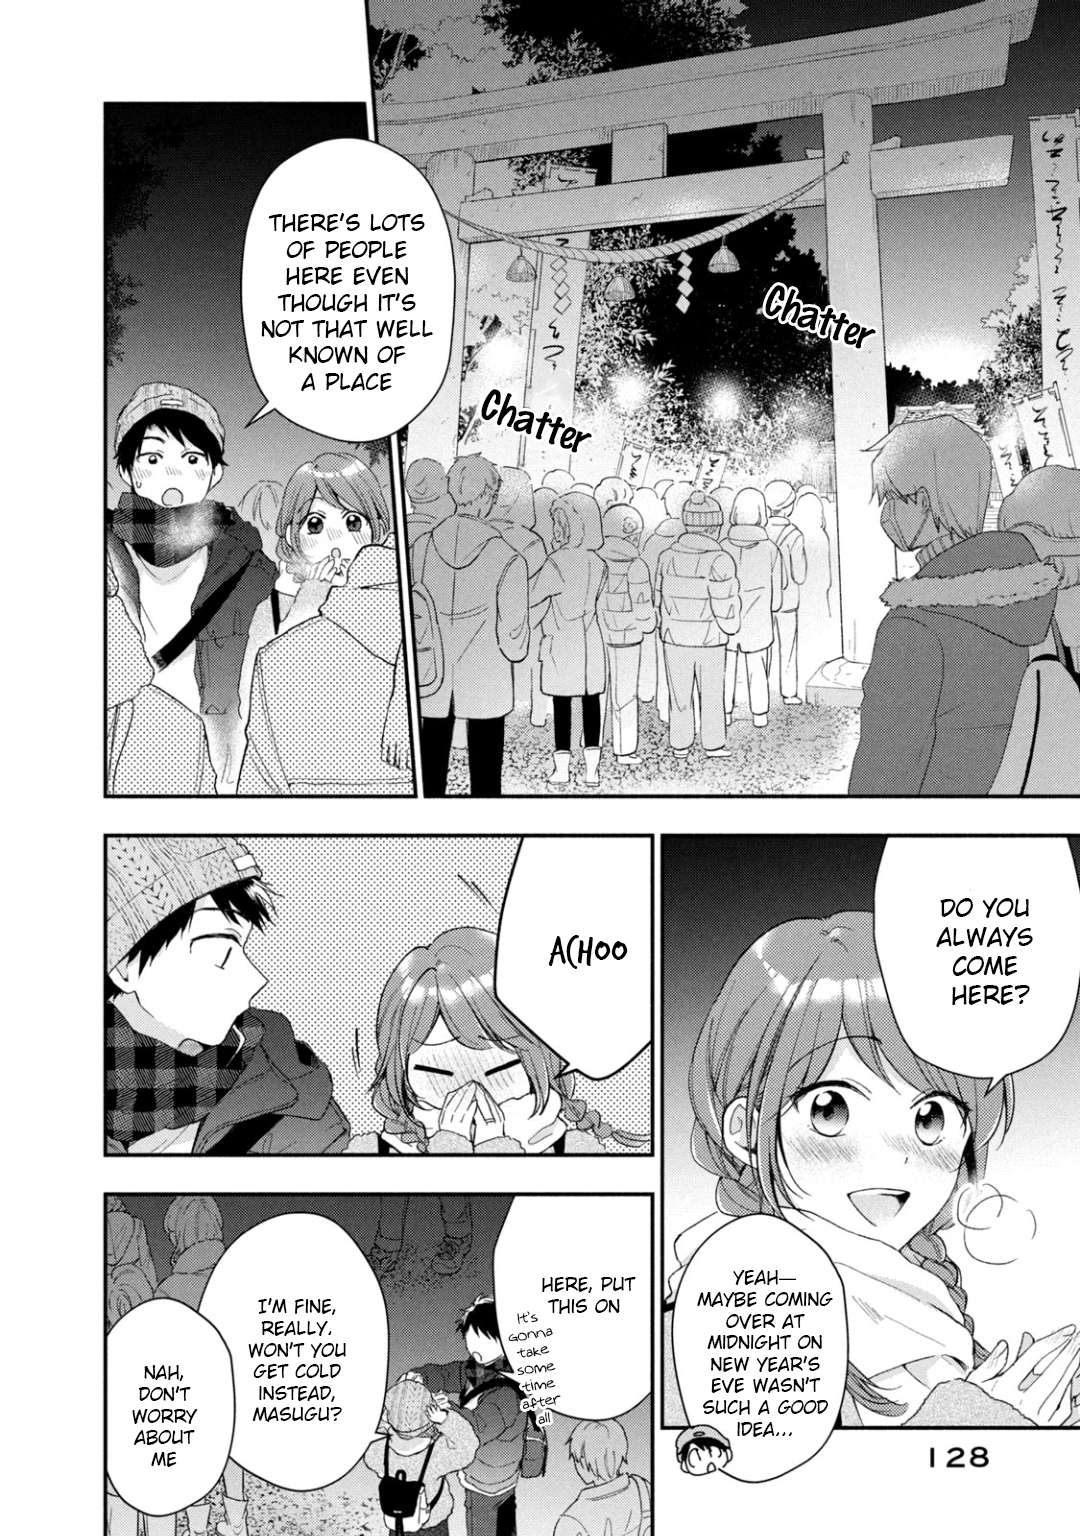 Chatter
Chatter
THERE'S LOTS
OF PEOPLE
HERE EVEN
THOUGH IT'S
NOT THAT WELL
KNOWN OF
A PLACE
DO YOU
ALWAYS
COME
HERE?
YEAH—
MAYBE COMING
OVER AT
MIDNIGHT ON
NEW YEAR'S
EVE WASN'T
SUCH A GOOD
IDEA...
ACHOO
HERE, PUT
THIS ON
It's
Gonna
take
some
time
after
all
I'M FINE,
REALLY.
WON'T YOU
GET COLD
INSTEAD,
MASUGU?
NAH,
DON'T
WORRY
ABOUT
ME
128